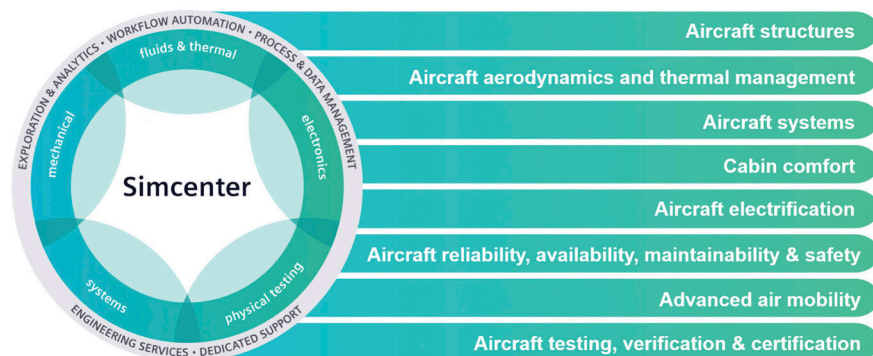 EXPLORATION & ANALYTICS • WORKFLOW AUTOMATION • PROCESS & DATA MANAGEMENT
fluids & thermal
mechanical
electronics
Simcenter
systems
physical testing
ENGINEERING SERVICES • DEDICATED SUPPORT
Aircraft structures
Aircraft aerodynamics and thermal management
Aircraft systems
Cabin comfort
Aircraft electrification
Aircraft reliability, availability, maintainability & safety
Advanced air mobility
Aircraft testing, verification & certification